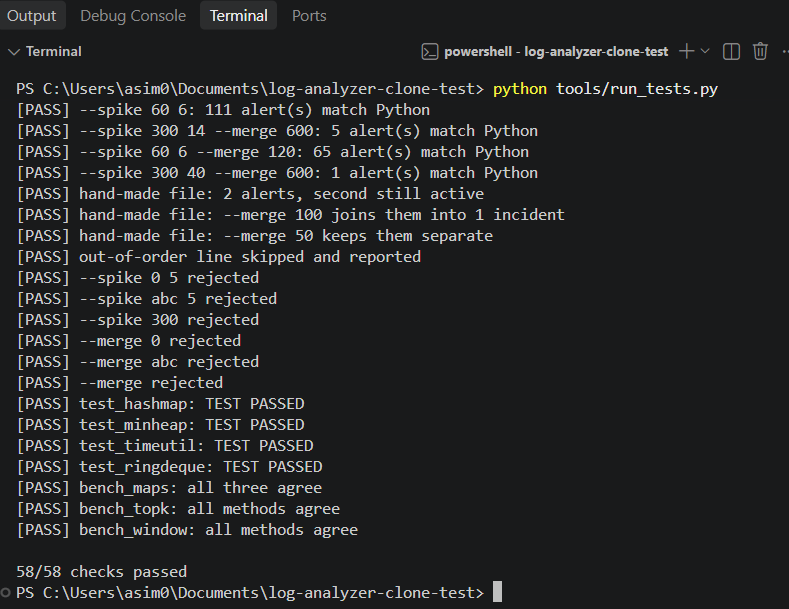 Output Debug Console Terminal Ports
Terminal powershell - log-analyzer-clone-test
PS C:\Users\asim0\Documents\log-analyzer-clone-test> python tools/run_tests.py
[PASS] --spike 60 6: 111 alert(s) match Python
[PASS] --spike 300 14 --merge 600: 5 alert(s) match Python
[PASS] --spike 60 6 --merge 120: 65 alert(s) match Python
[PASS] --spike 300 40 --merge 600: 1 alert(s) match Python
[PASS] hand-made file: 2 alerts, second still active
[PASS] hand-made file: --merge 100 joins them into 1 incident
[PASS] hand-made file: --merge 50 keeps them separate
[PASS] out-of-order line skipped and reported
[PASS] --spike 0 5 rejected
[PASS] --spike abc 5 rejected
[PASS] --spike 300 rejected
[PASS] --merge 0 rejected
[PASS] --merge abc rejected
[PASS] --merge rejected
[PASS] test_hashmap: TEST PASSED
[PASS] test_minheap: TEST PASSED
[PASS] test_timeutil: TEST PASSED
[PASS] test_ringdeque: TEST PASSED
[PASS] bench_maps: all three agree
[PASS] bench_topk: all methods agree
[PASS] bench_window: all methods agree
58/58 checks passed
PS C:\Users\asim0\Documents\log-analyzer-clone-test>